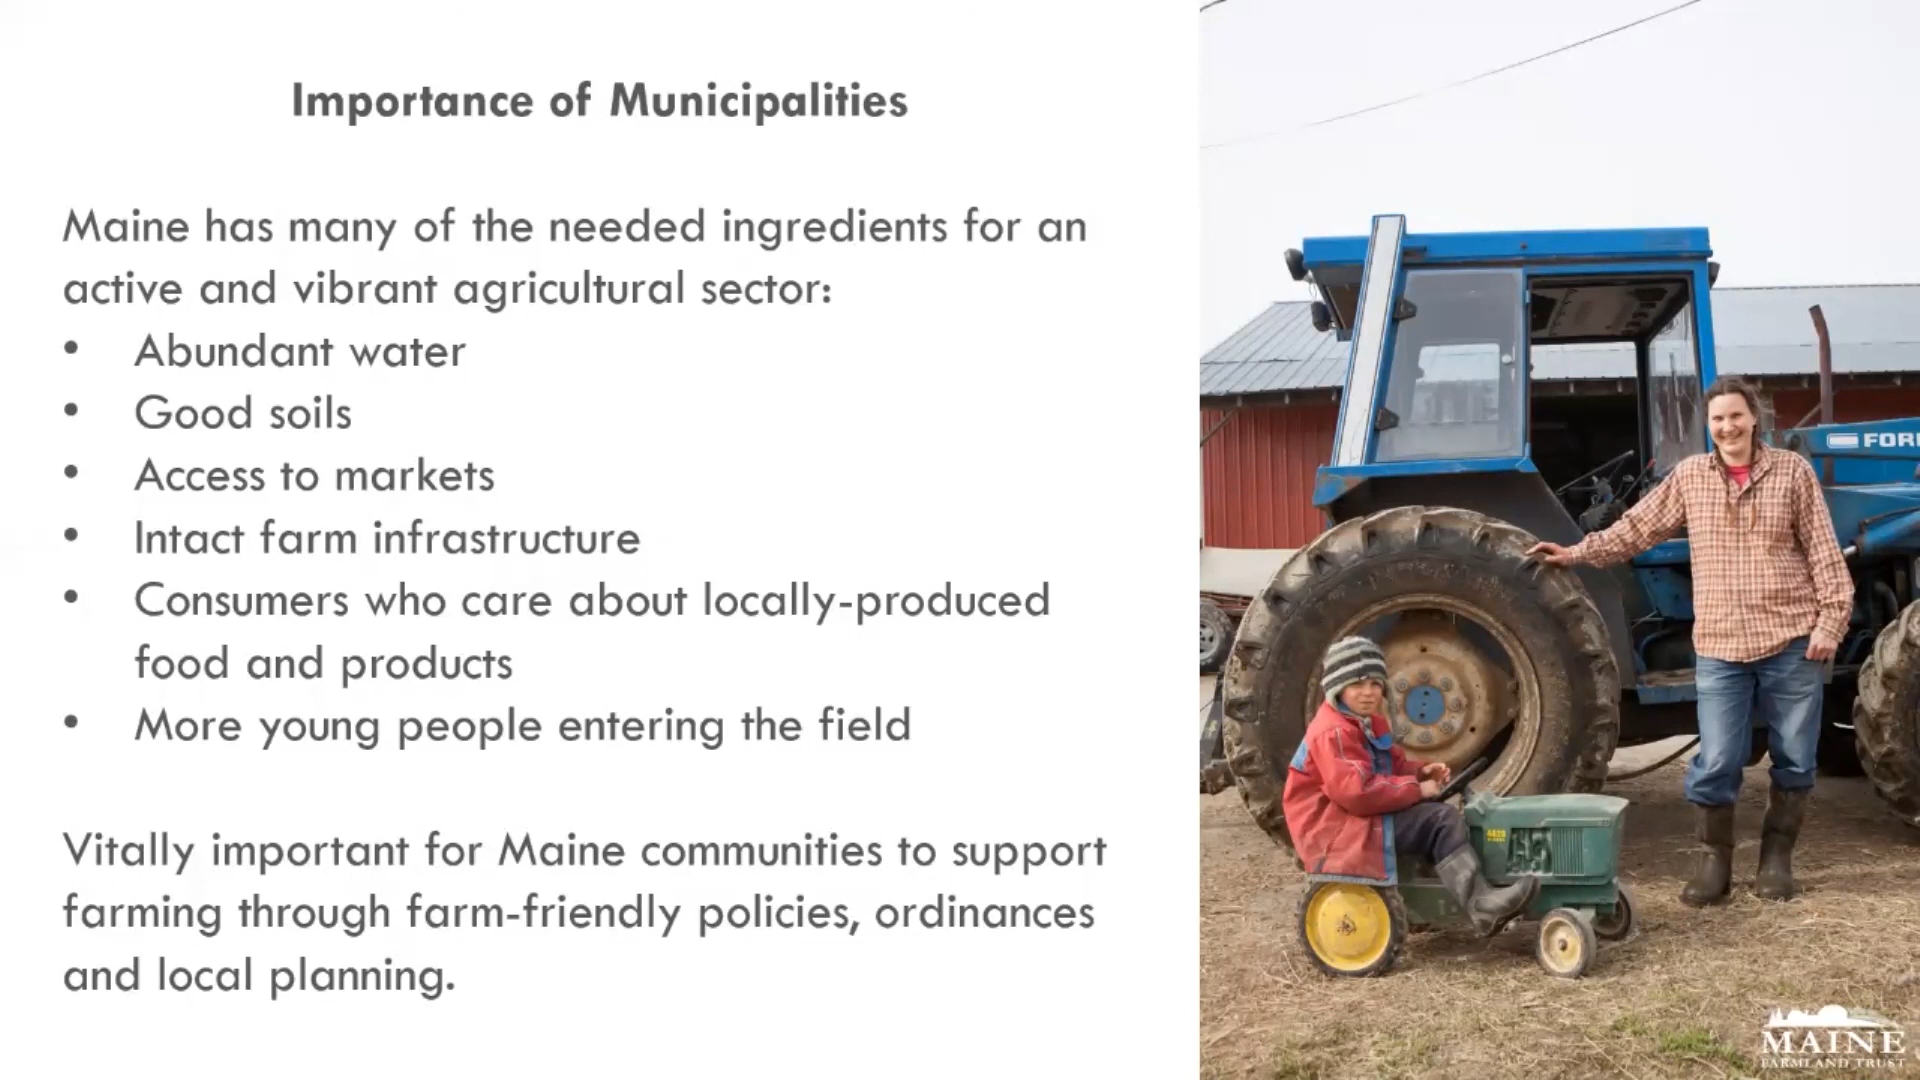 Importance of Municipalities
Maine has many of the needed ingredients for an
active and vibrant agricultural sector:
• Abundant water
• Good soils
• Access to markets
• Intact farm infrastructure
• Consumers who care about locally-produced
food and products
• More young people entering the field
Vitally important for Maine communities to support
farming through farm-friendly policies, ordinances
and local planning.
FOR
4020
MAINE
FARMLAND TRUST